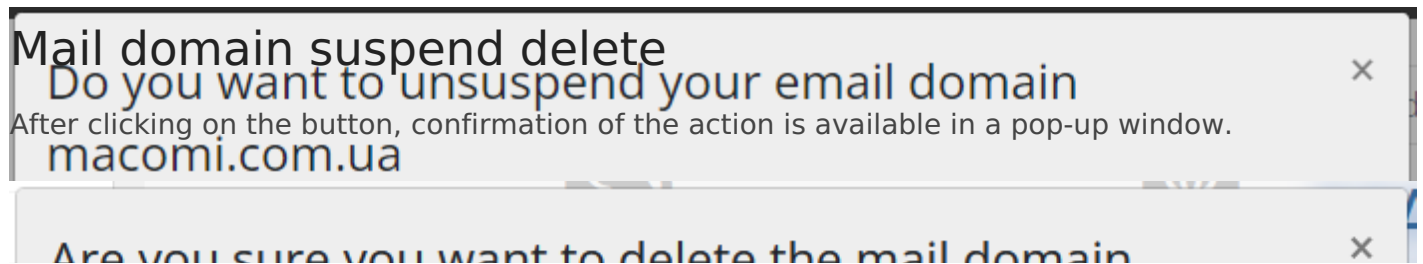 Mail domain suspend delete
Do you want to unsuspend your email domain
After clicking on the button, confirmation of the action is available in a pop-up window.
macomi.com.ua
Are you sure you want to delete the mail domain